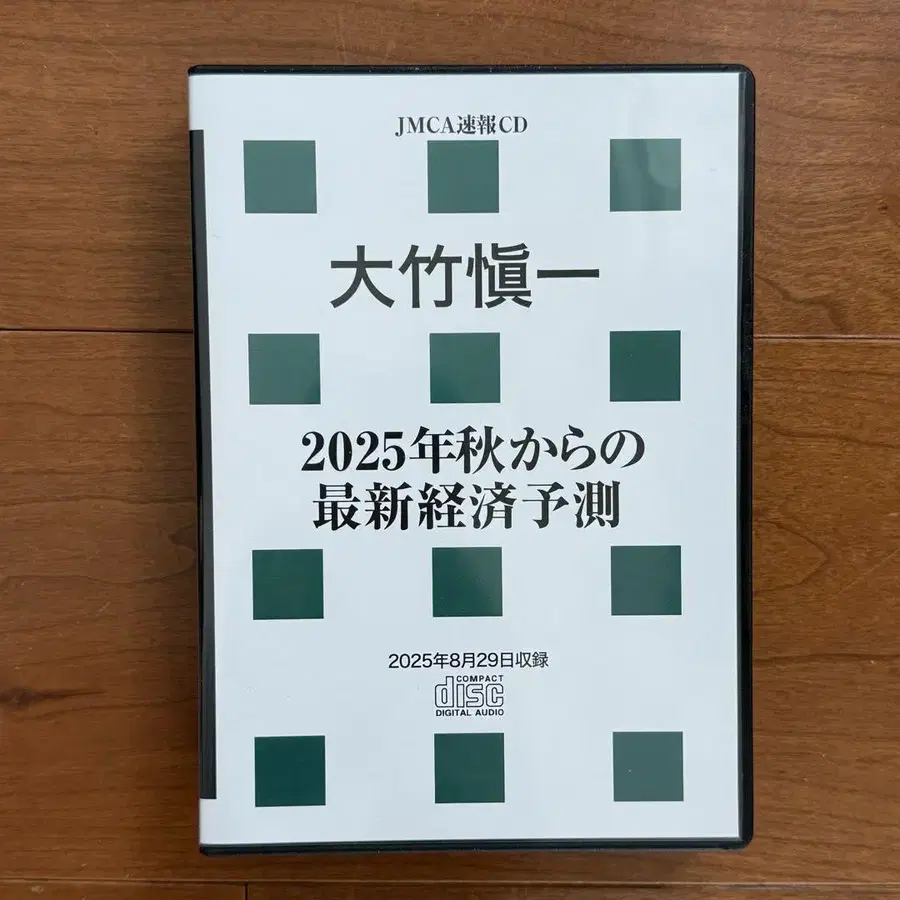 JMCA速報CD
大竹愼一
2025年秋からの
最新経済予測
2025年8月29日収録
COMPACT
disc
DIGITAL AUDIO